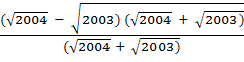 (√2004 − √2003) (√2004 + √2003)
(√2004 + √2003)